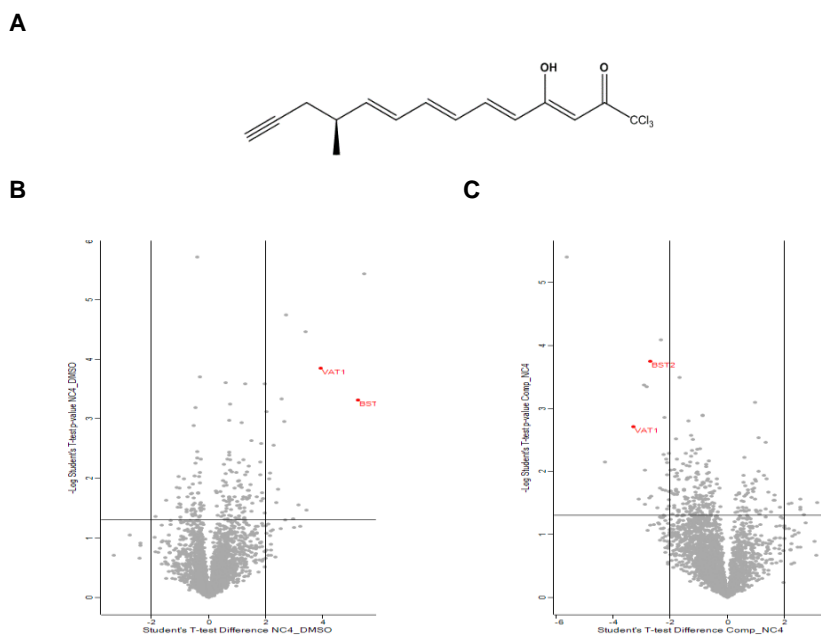 A
OH
O
CCl3
B
C
6
5
4
3
2
1
0
-Log Student's T-test p-value NC4_DMSO
VAT1
BST
-2
0
2
4
Student's T-test Difference NC4_DMSO
5
4
3
2
1
0
-Log Student's T-test p-value Comp_NC4
BST2
VAT1
-6
-4
-2
0
2
Student's T-test Difference Comp_NC4